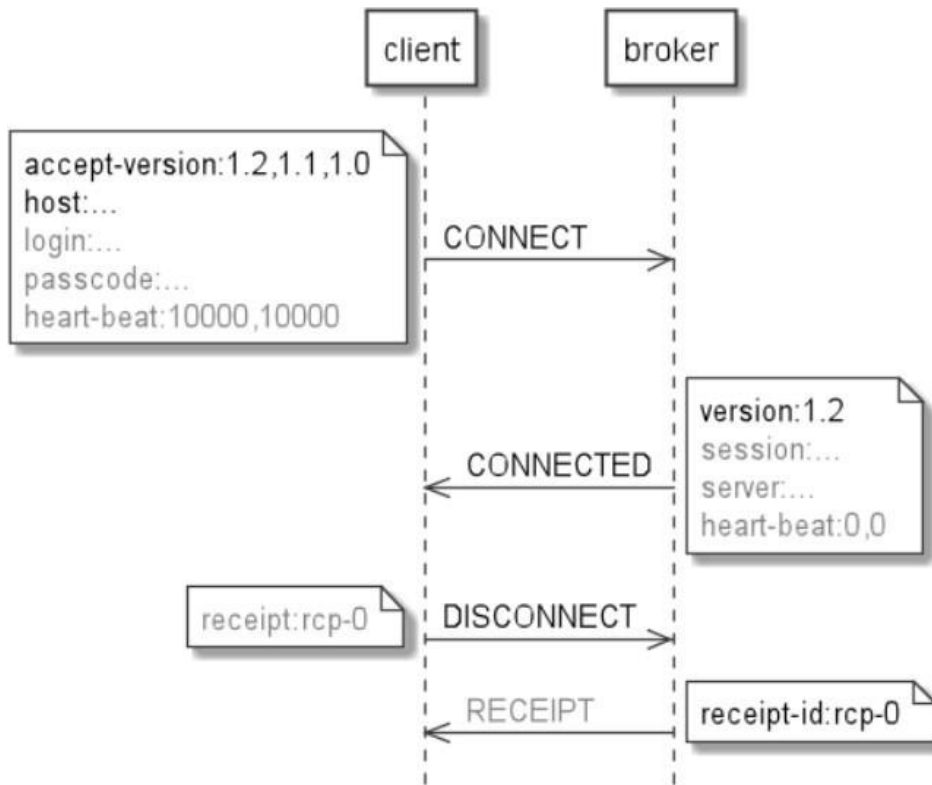 client
broker
accept-version:1.2,1.1,1.0
host:...
login:...
passcode:...
heart-beat:10000,10000
CONNECT
version:1.2
session:...
server:...
heart-beat:0,0
CONNECTED
receipt:rcp-0
DISCONNECT
RECEIPT
receipt-id:rcp-0